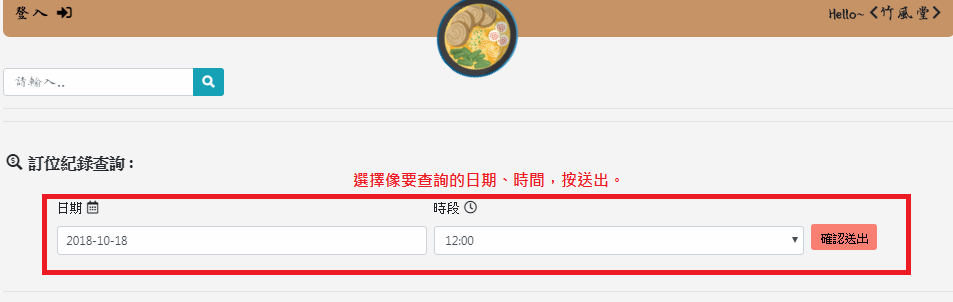 登入
Hello~ <竹風堂>
請輸入..
訂位紀錄查詢：
選擇像要查詢的日期、時間，按送出。
日期 時段
2018-10-18 12:00 確認送出